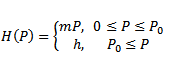 H(P) = { mP, 0 ≤ P ≤ P₀
h, P₀ ≤ P